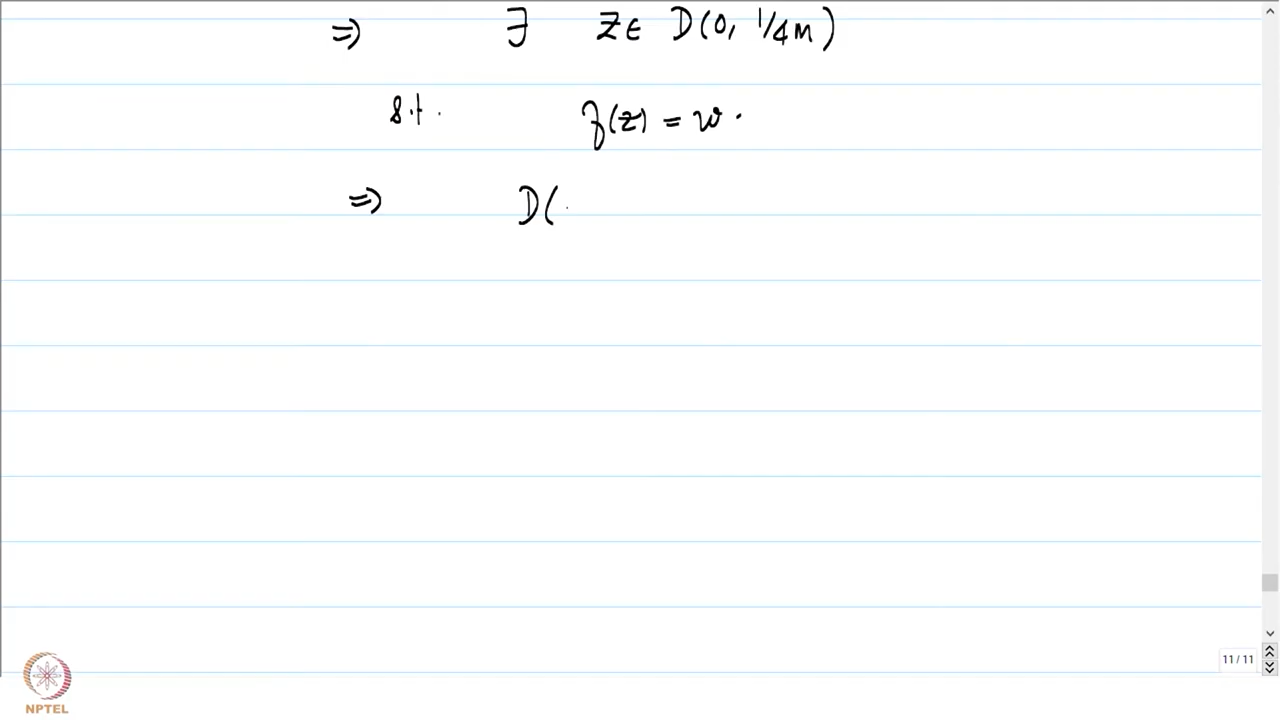 ⇒ ∃ z ∈ D(0, 1/4M)
s.t. f(z) = w.
⇒ D(
11 / 11
NPTEL